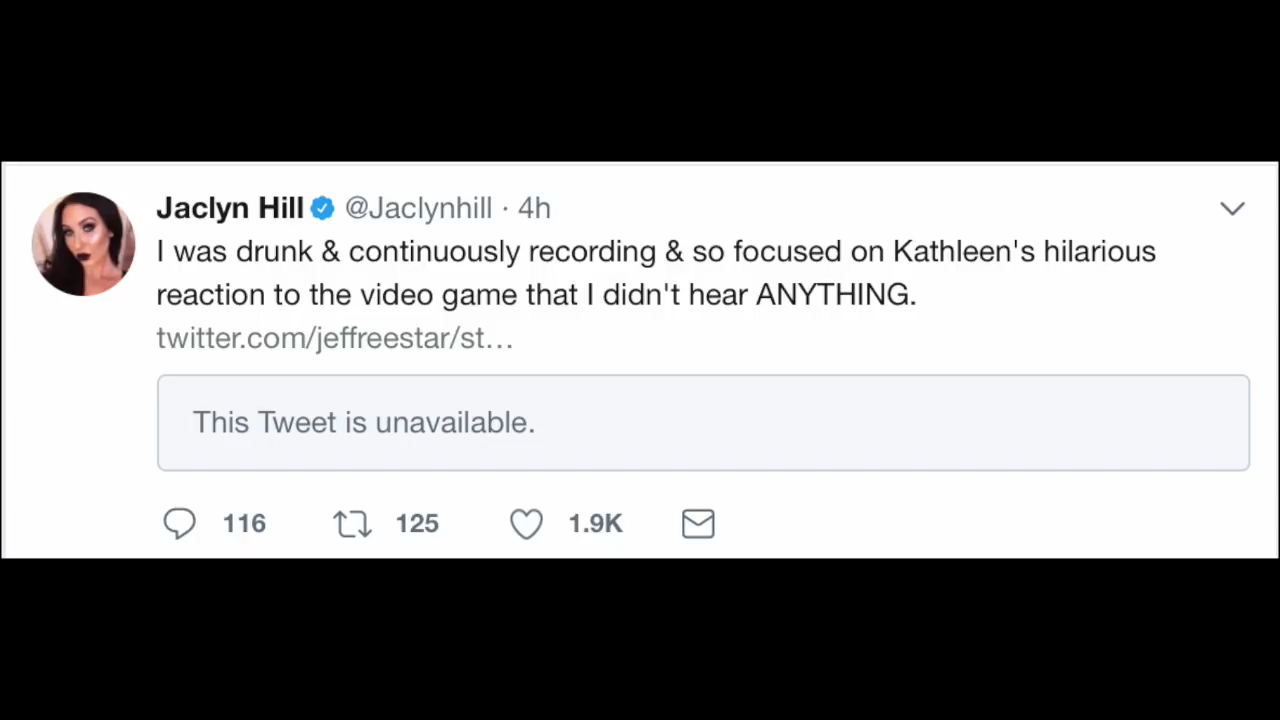 Jaclyn Hill @Jaclynhill · 4h
I was drunk & continuously recording & so focused on Kathleen's hilarious
reaction to the video game that I didn't hear ANYTHING.
twitter.com/jeffreestar/st…
This Tweet is unavailable.
116 125 1.9K